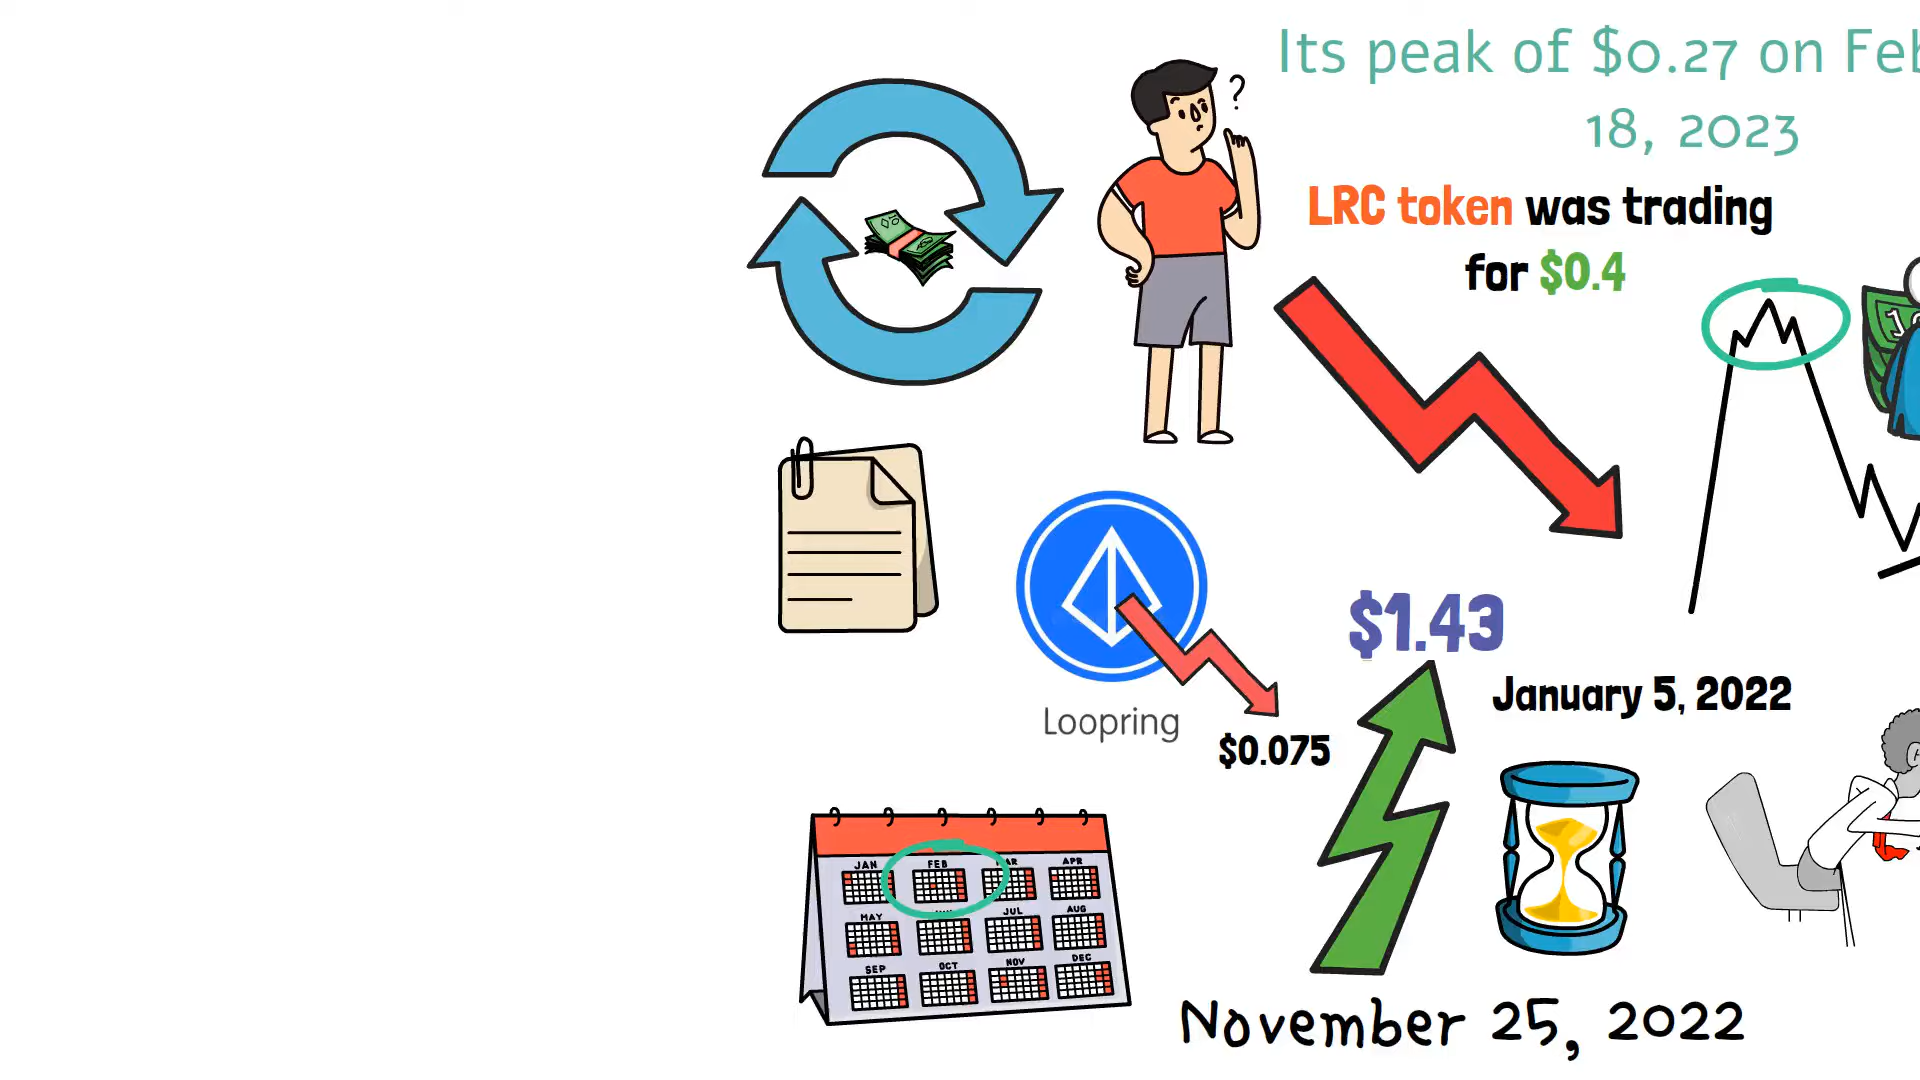 Its peak of $0.27 on Feb
18, 2023
?
LRC token was trading
for $0.4
$1.43
January 5, 2022
Loopring
$0.075
JAN FEB APR
MAY JUL AUG
SEP OCT NOV DEC
November 25, 2022